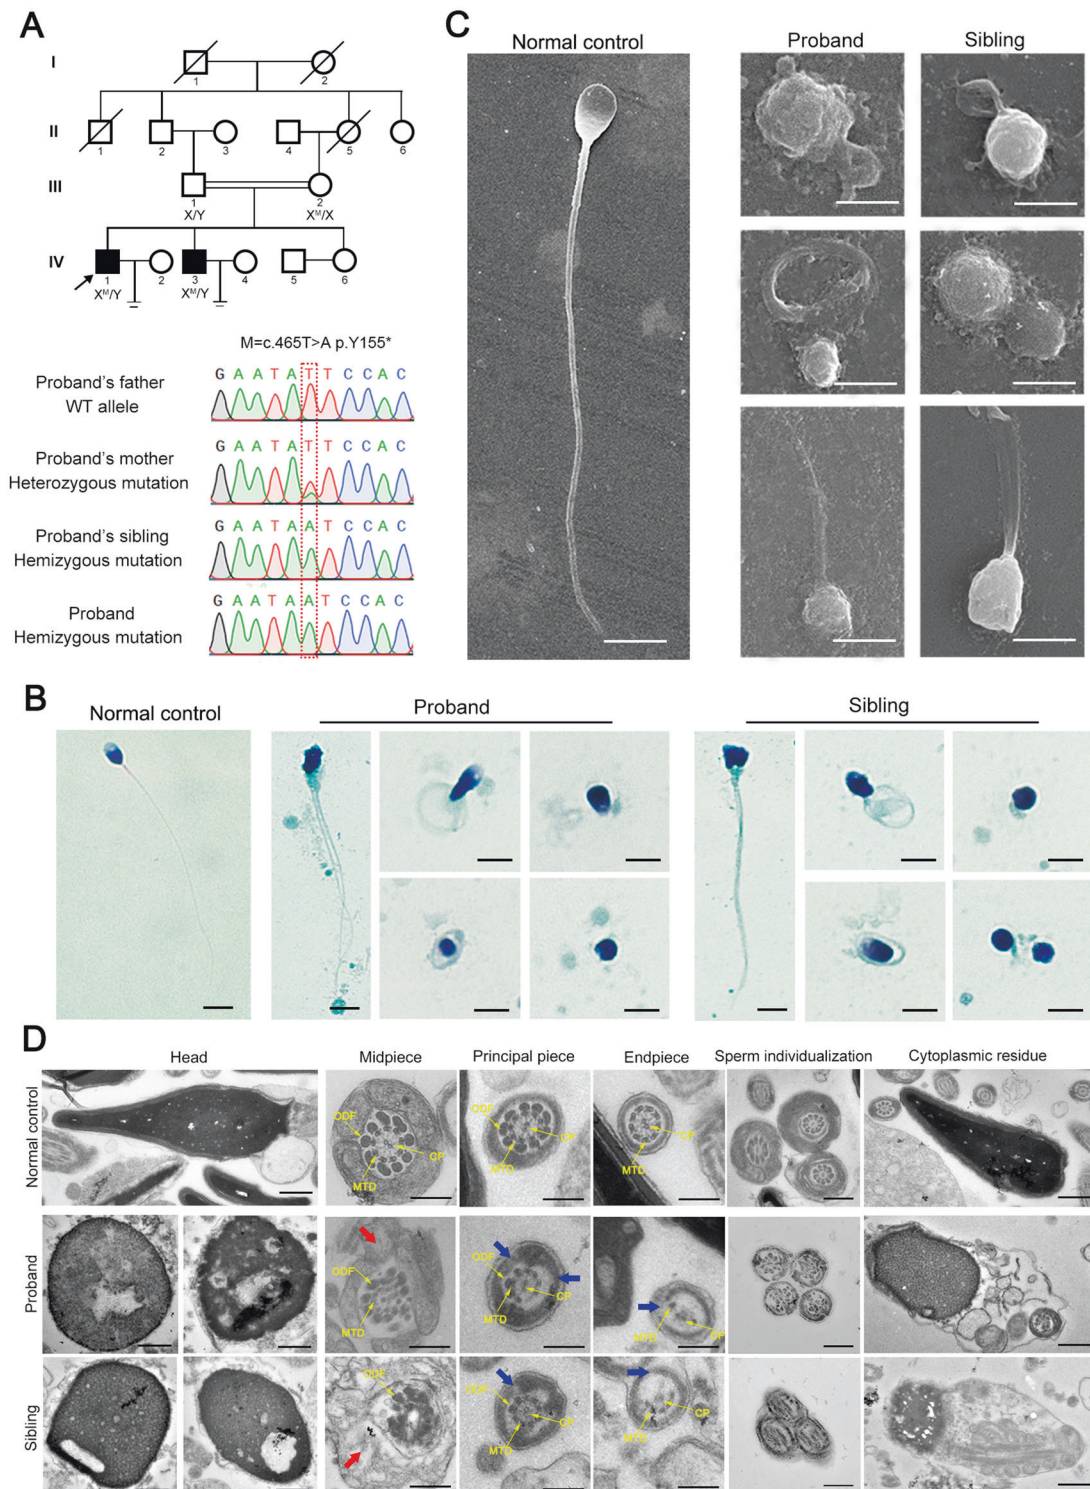 A
I
1
2
II
1
2
3
4
5
6
III
1
2
X/Y
Xᴹ/X
IV
1
2
3
4
5
6
Xᴹ/Y
Xᴹ/Y
M=c.465T>A p.Y155*
Proband's father
WT allele
G A A T A T T C C A C
Proband's mother
Heterozygous mutation
G A A T A T T C C A C
Proband's sibling
Hemizygous mutation
G A A T A A T C C A C
Proband
Hemizygous mutation
G A A T A A T C C A C
C
Normal control
Proband
Sibling
B
Normal control
Proband
Sibling
D
Head
Midpiece
Principal piece
Endpiece
Sperm individualization
Cytoplasmic residue
Normal control
ODF
CP
MTD
ODF
CP
MTD
CP
MTD
Proband
ODF
MTD
ODF
CP
MTD
MTD
CP
Sibling
ODF
ODF
CP
MTD
CP
MTD